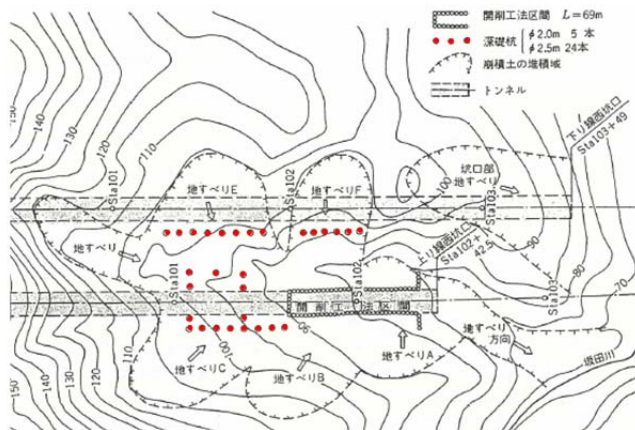 開削工法区間 L=69m
深礎杭 φ2.0m 5本
φ2.5m 24本
崩積土の堆積域
トンネル
下り線西坑口
Sta103+49
150
140
130
120
110
Sta101
110
Sta102
地すべりE
地すべりF
坑口部
地すべり
100
Sta103
90
80
70
上り線西坑口
Sta102+
42.5
地すべり
Sta101
Sta102
Sta103
開削工法区間
90
100
110
120
130
140
150
地すべりC
地すべりB
地すべりA
地すべり
方向